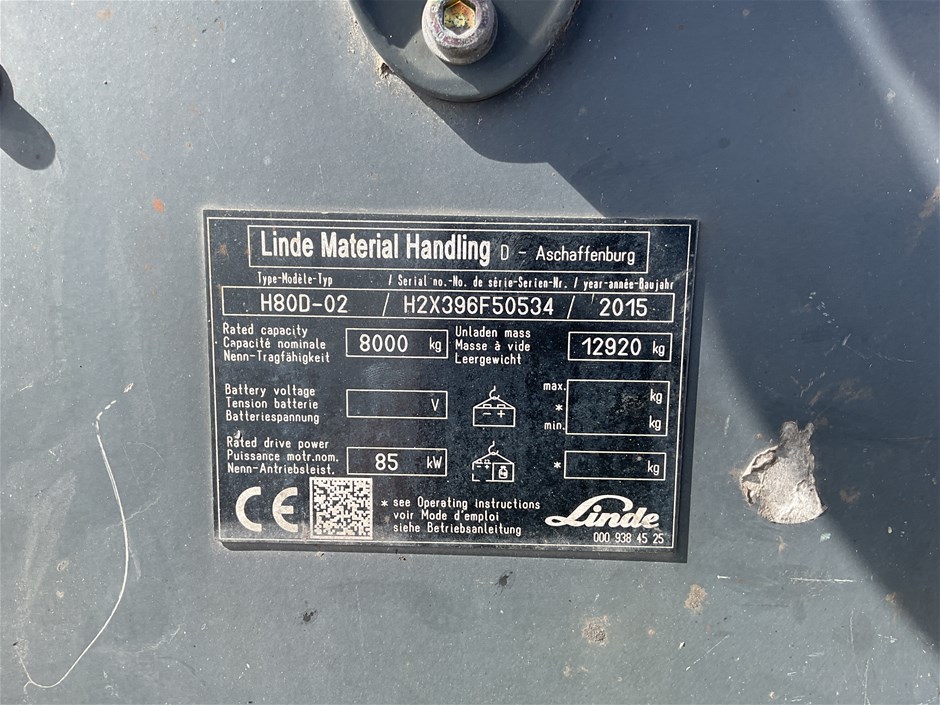 Linde Material Handling D - Aschaffenburg
Type-Modèle-Typ / Serial no.-No. de série-Serien-Nr. / year-année-Baujahr
H80D-02 / H2X396F50534 / 2015
Rated capacity
Capacité nominale
Nenn-Tragfähigkeit
8000 kg
Unladen mass
Masse à vide
Leergewicht
12920 kg
Battery voltage
Tension batterie
Batteriespannung
V
- +
max. kg
*
min. kg
Rated drive power
Puissance motr.nom.
Nenn-Antriebsleist.
85 kW
- +
* kg
CE
* see Operating instructions
voir Mode d'emploi
siehe Betriebsanleitung
Linde
000 938 45 25